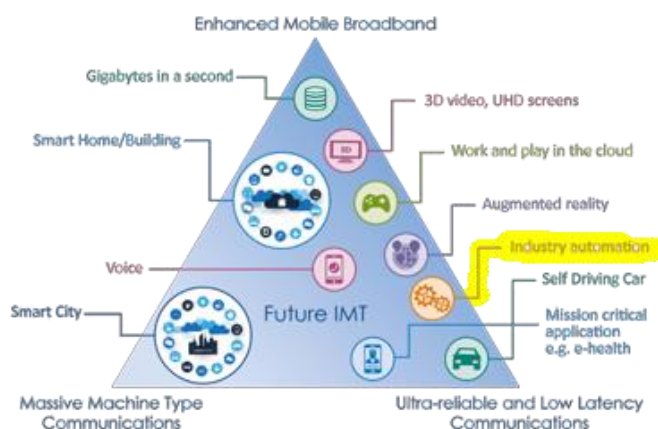 Enhanced Mobile Broadband
Gigabytes in a second
3D video, UHD screens
Smart Home/Building
Work and play in the cloud
Augmented reality
Industry automation
Voice
Self Driving Car
Smart City
Future IMT
Mission critical
application
e.g. e-health
Massive Machine Type
Communications
Ultra-reliable and Low Latency
Communications